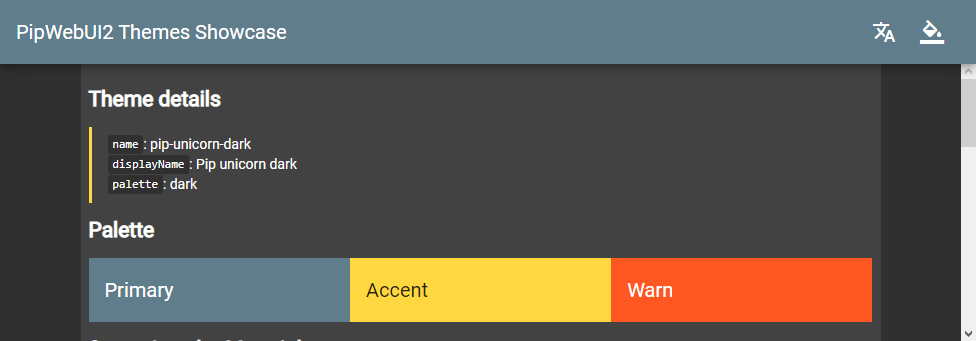 PipWebUI2 Themes Showcase
Theme details
name: pip-unicorn-dark
displayName: Pip unicorn dark
palette: dark
Palette
Primary Accent Warn